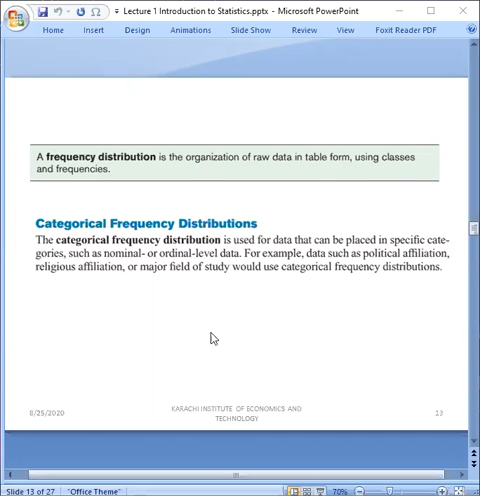 Lecture 1 Introduction to Statistics.pptx - Microsoft PowerPoint
Home Insert Design Animations Slide Show Review View Foxit Reader PDF
A frequency distribution is the organization of raw data in table form, using classes
and frequencies.
Categorical Frequency Distributions
The categorical frequency distribution is used for data that can be placed in specific cate-
gories, such as nominal- or ordinal-level data. For example, data such as political affiliation,
religious affiliation, or major field of study would use categorical frequency distributions.
8/25/2020
KARACHI INSTITUTE OF ECONOMICS AND
TECHNOLOGY
13
Slide 13 of 27 "Office Theme" 70%